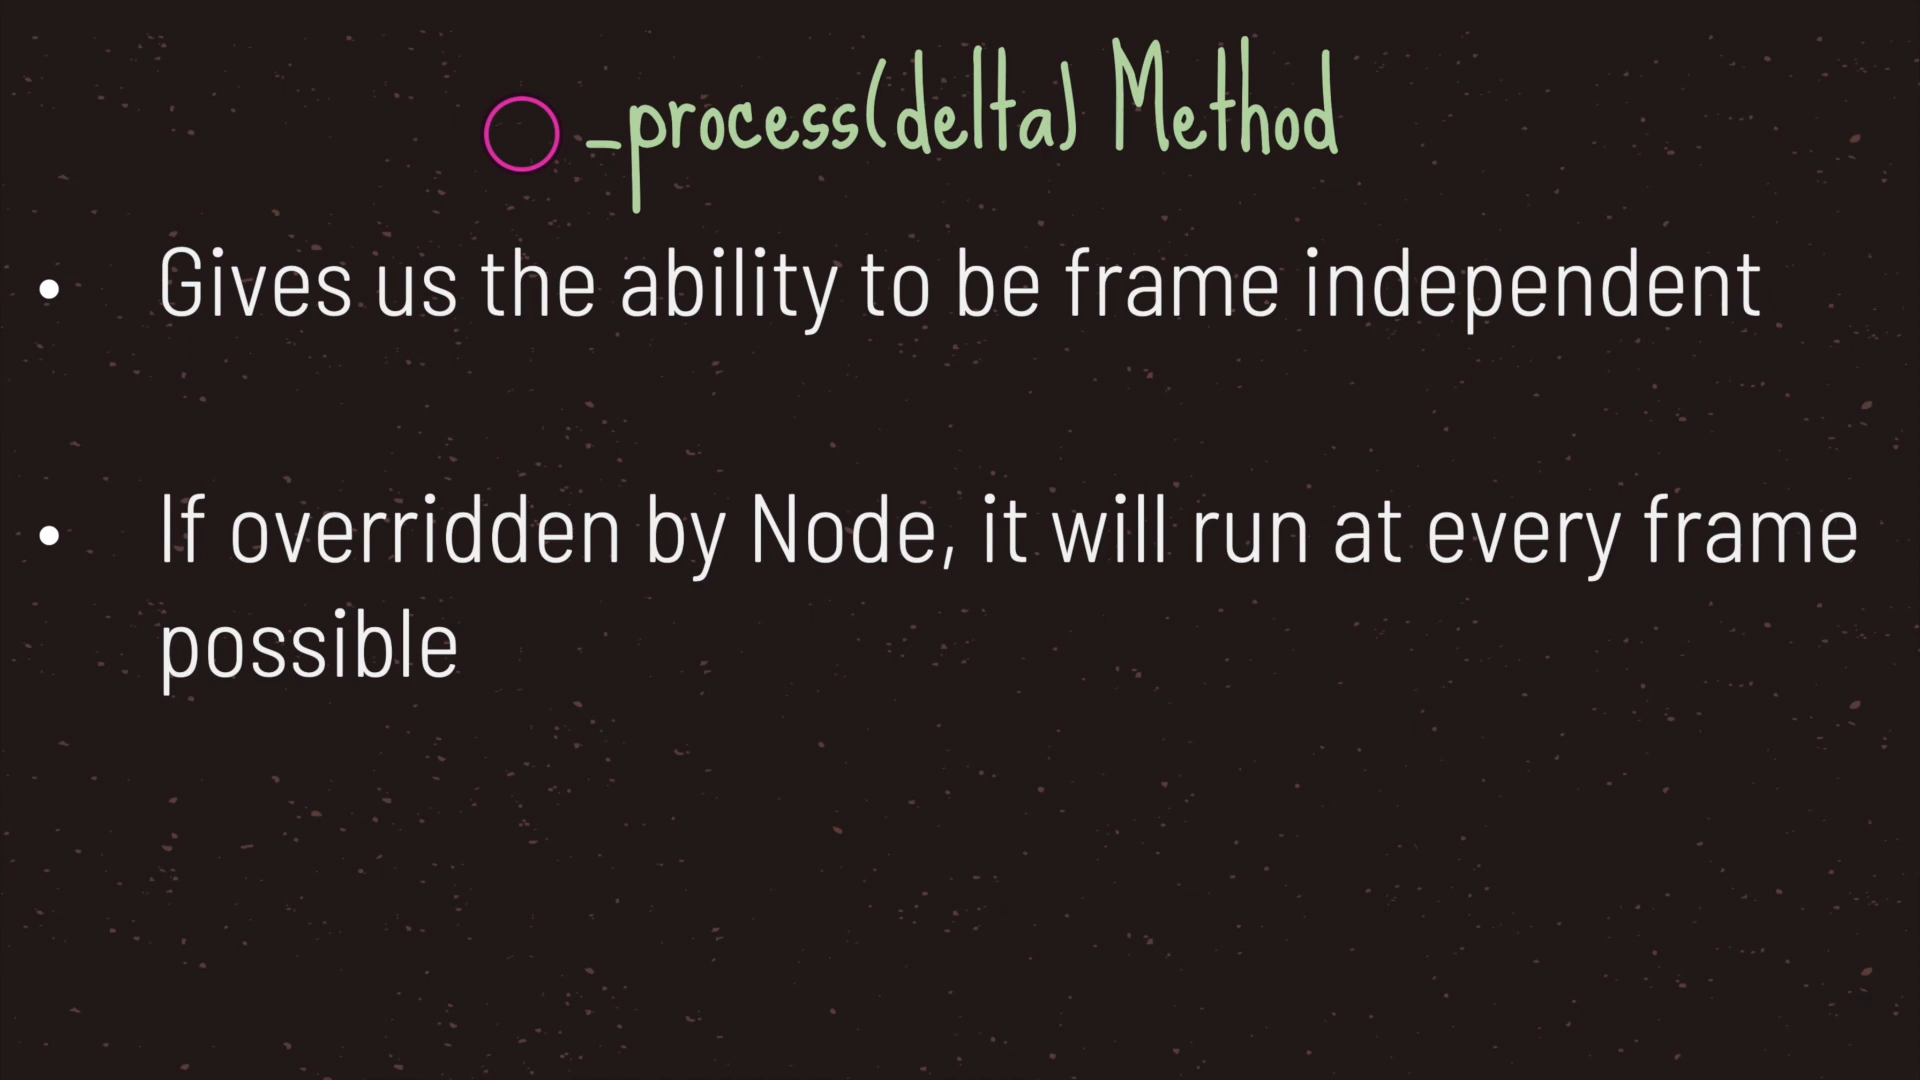 _process(delta) Method
• Gives us the ability to be frame independent
• If overridden by Node, it will run at every frame
possible